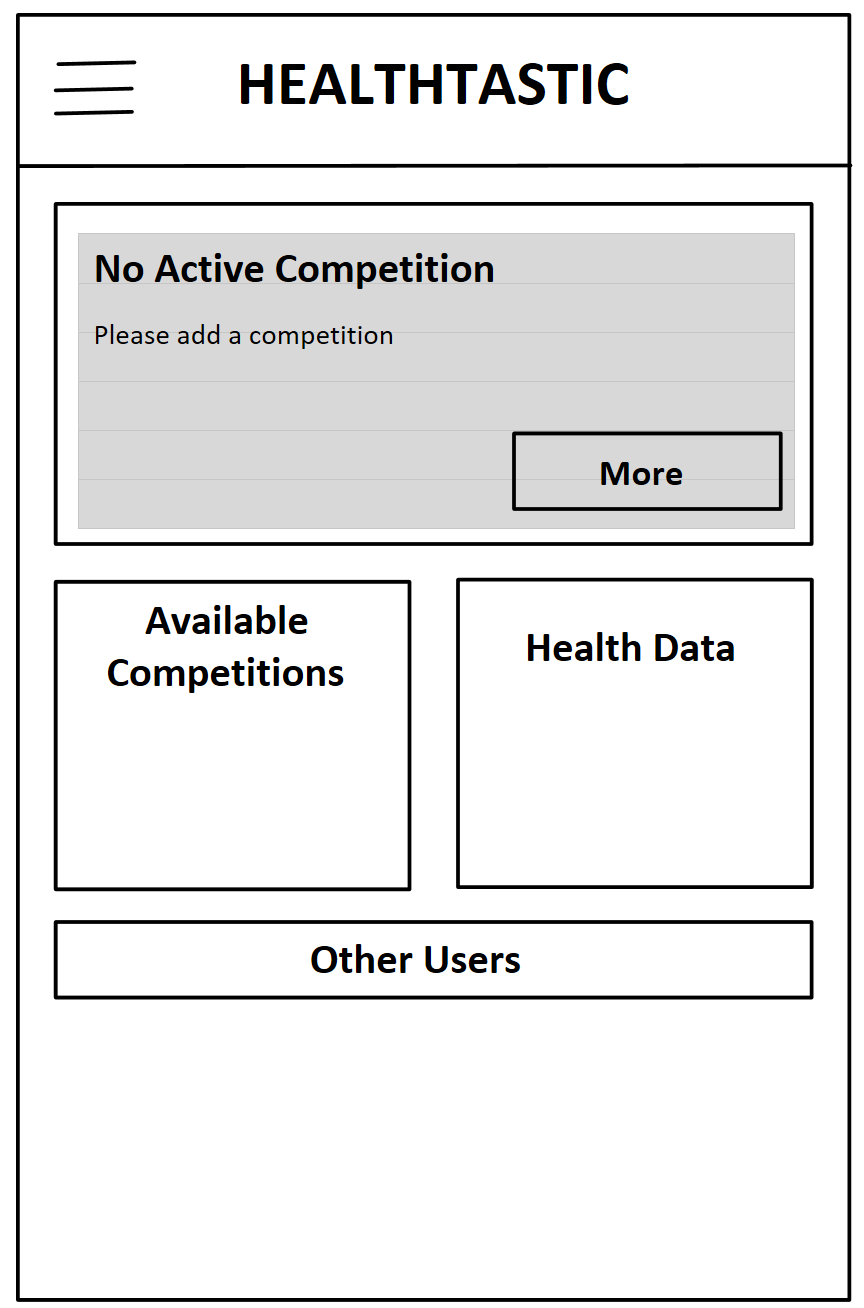 HEALTHTASTIC
No Active Competition
Please add a competition
More
Available
Competitions
Health Data
Other Users